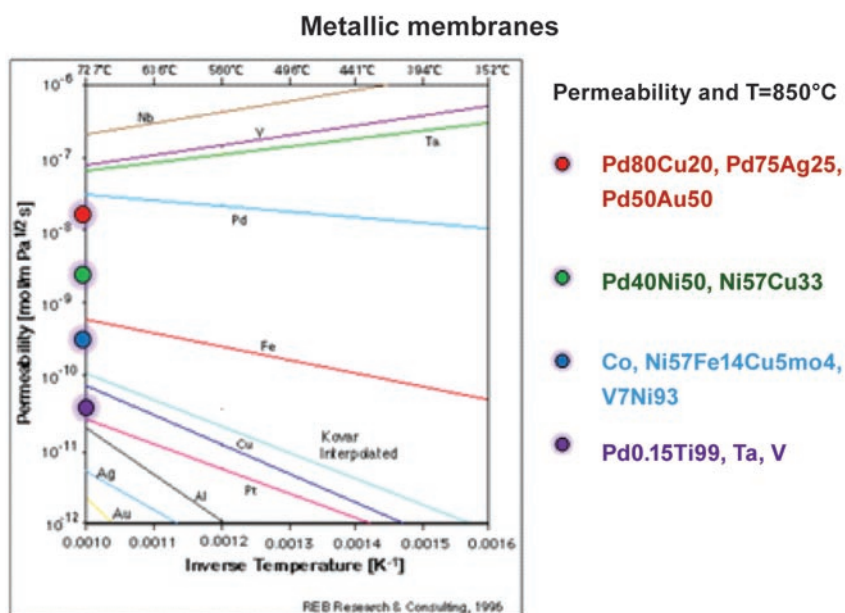 Metallic membranes
727°C 636°C 560°C 496°C 441°C 394°C 352°C
10-6
10-7
10-8
10-9
10-10
10-11
10-12
Permeability [mol/m Pa1/2 s]
Nb
V
Ta
Pd
Fe
Kovar
Interpolated
Cu
Pt
Al
Ag
Au
0.0010 0.0011 0.0012 0.0013 0.0014 0.0015 0.0016
Inverse Temperature [K-1]
REB Research & Consulting, 1996
Permeability and T=850°C
Pd80Cu20, Pd75Ag25,
Pd50Au50
Pd40Ni50, Ni57Cu33
Co, Ni57Fe14Cu5mo4,
V7Ni93
Pd0.15Ti99, Ta, V